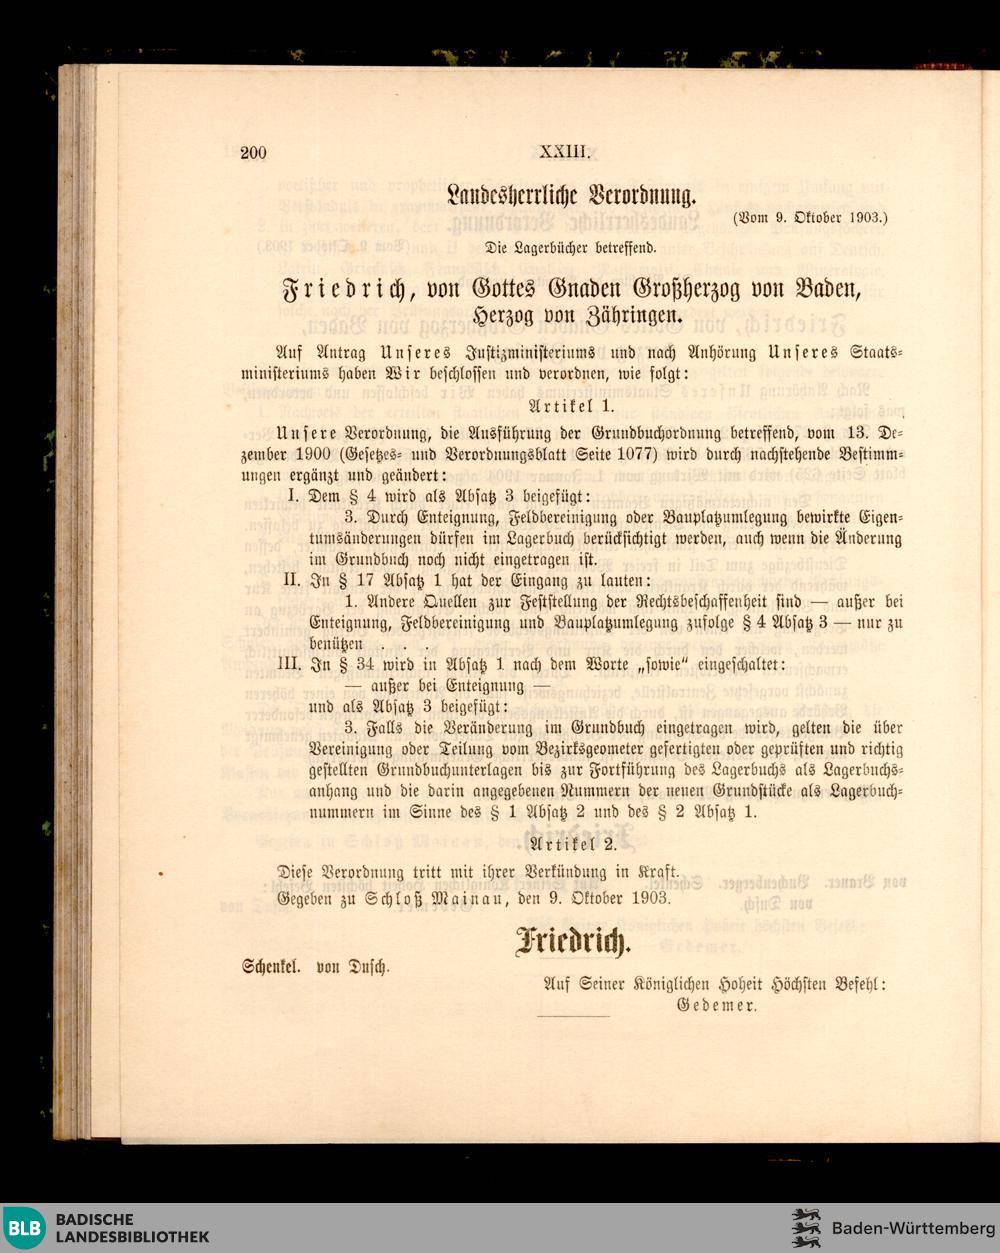 200
XXIII.
Landesherrliche Verordnung.
(Vom 9. Oktober 1903.)
Die Lagerbücher betreffend.
Friedrich, von Gottes Gnaden Großherzog von Baden,
Herzog von Zähringen.
Auf Antrag Unseres Justizministeriums und nach Anhörung Unseres Staats-
ministeriums haben Wir beschlossen und verordnen, wie folgt:
Artikel 1.
Unsere Verordnung, die Ausführung der Grundbuchordnung betreffend, vom 13. De-
zember 1900 (Gesetzes- und Verordnungsblatt Seite 1077) wird durch nachstehende Bestimm-
ungen ergänzt und geändert:
I. Dem § 4 wird als Absatz 3 beigefügt:
3. Durch Enteignung, Feldbereinigung oder Bauplatzumlegung bewirkte Eigen-
tumsänderungen dürfen im Lagerbuch berücksichtigt werden, auch wenn die Änderung
im Grundbuch noch nicht eingetragen ist.
II. In § 17 Absatz 1 hat der Eingang zu lauten:
1. Andere Quellen zur Feststellung der Rechtsbeschaffenheit sind — außer bei
Enteignung, Feldbereinigung und Bauplatzumlegung zufolge § 4 Absatz 3 — nur zu
benützen . . .
III. In § 34 wird in Absatz 1 nach dem Worte „sowie" eingeschaltet:
— außer bei Enteignung —
und als Absatz 3 beigefügt:
3. Falls die Veränderung im Grundbuch eingetragen wird, gelten die über
Vereinigung oder Teilung vom Bezirksgeometer gefertigten oder geprüften und richtig
gestellten Grundbuchunterlagen bis zur Fortführung des Lagerbuchs als Lagerbuchs-
anhang und die darin angegebenen Nummern der neuen Grundstücke als Lagerbuch-
nummern im Sinne des § 1 Absatz 2 und des § 2 Absatz 1.
Artikel 2.
Diese Verordnung tritt mit ihrer Verkündung in Kraft.
Gegeben zu Schloß Mainau, den 9. Oktober 1903.
Friedrich.
Schenkel. von Dusch.
Auf Seiner Königlichen Hoheit Höchsten Befehl:
Gedemer.
BLB
BADISCHE
LANDESBIBLIOTHEK
Baden-Württemberg